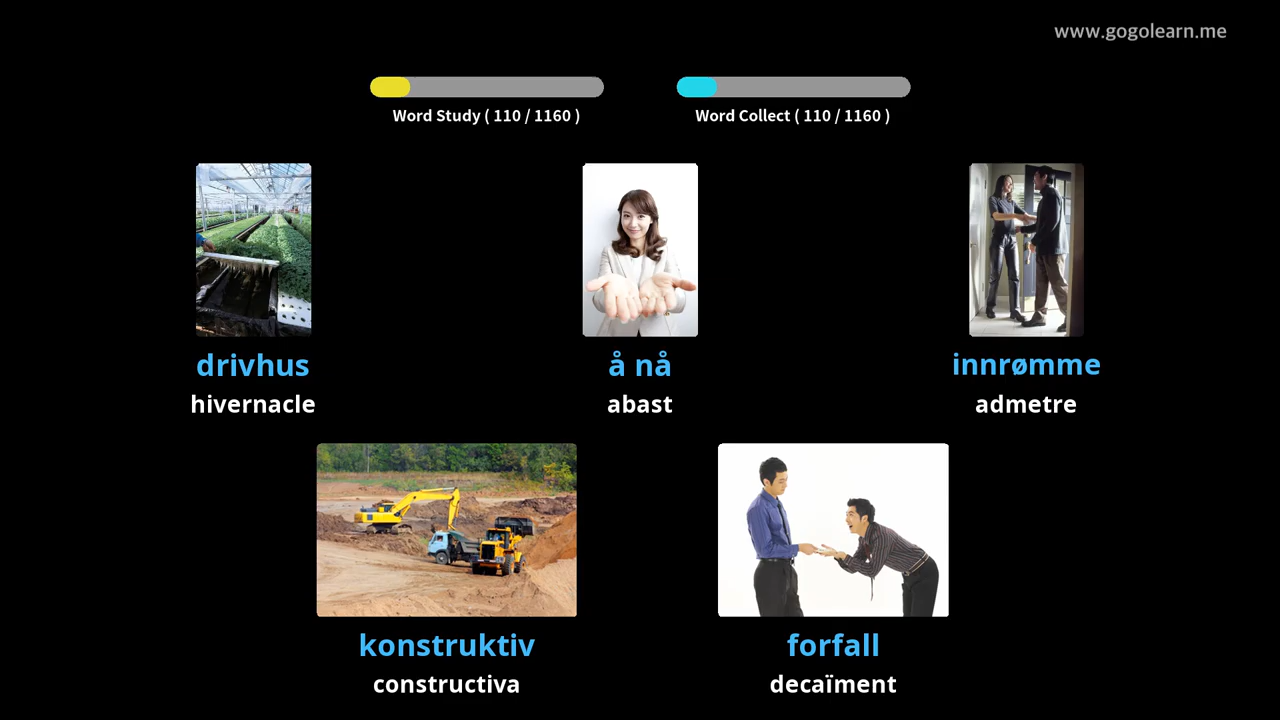 www.gogolearn.me
Word Study ( 110 / 1160 )
Word Collect ( 110 / 1160 )
drivhus
hivernacle
å nå
abast
innrømme
admetre
konstruktiv
constructiva
forfall
decaïment